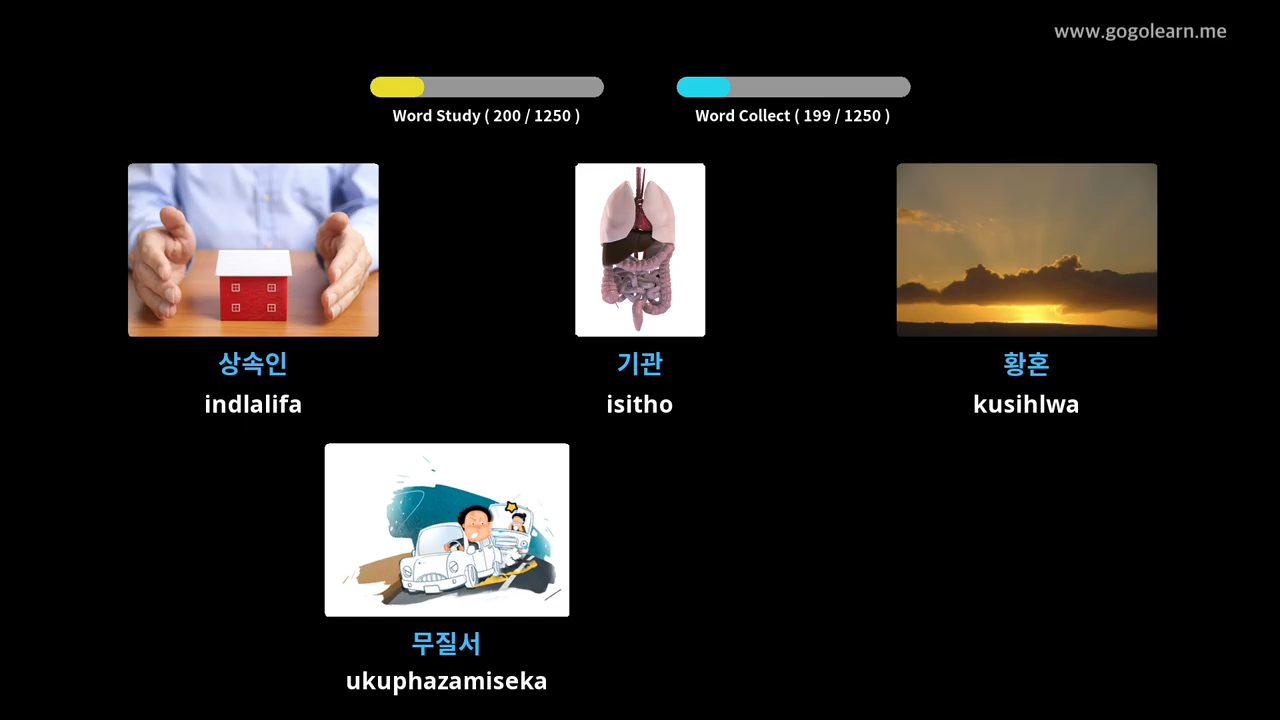 www.gogolearn.me
Word Study ( 200 / 1250 )
Word Collect ( 199 / 1250 )
상속인
indlalifa
기관
isitho
황혼
kusihlwa
무질서
ukuphazamiseka